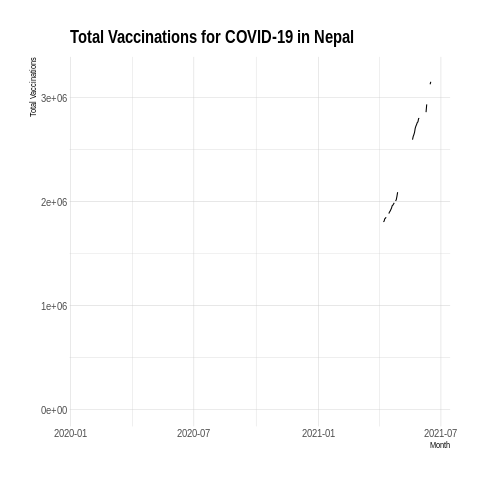 Total Vaccinations for COVID-19 in Nepal
Total Vaccinations
3e+06
2e+06
1e+06
0e+00
2020-01 2020-07 2021-01 2021-07
Month